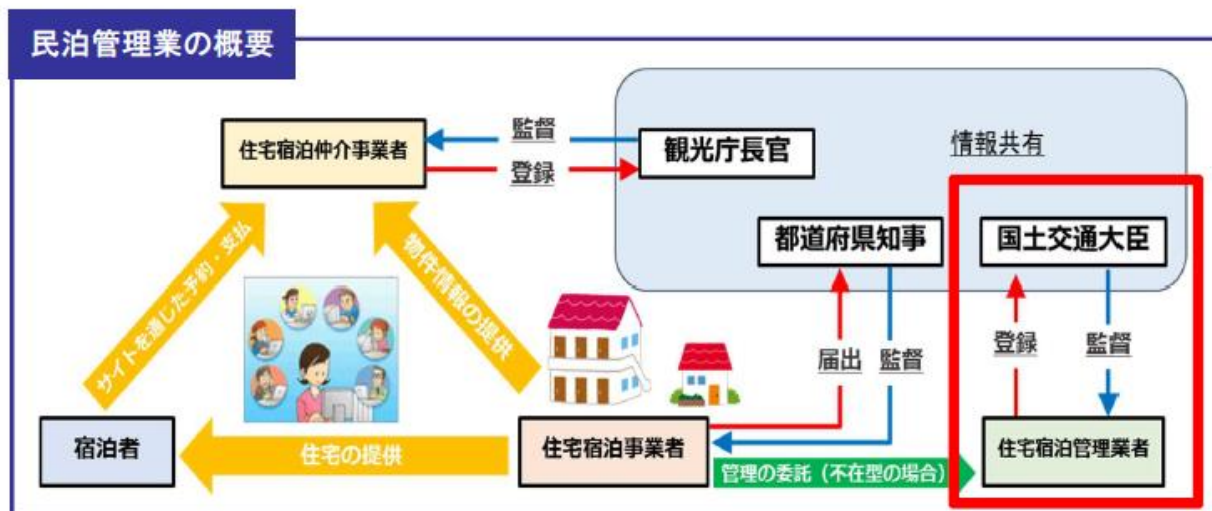 民泊管理業の概要
住宅宿泊仲介事業者
監督
登録
観光庁長官
情報共有
都道府県知事
国土交通大臣
サイトを通じた予約・支払
物件情報の提供
届出
監督
登録
監督
宿泊者
住宅の提供
住宅宿泊事業者
管理の委託（不在型の場合）
住宅宿泊管理業者